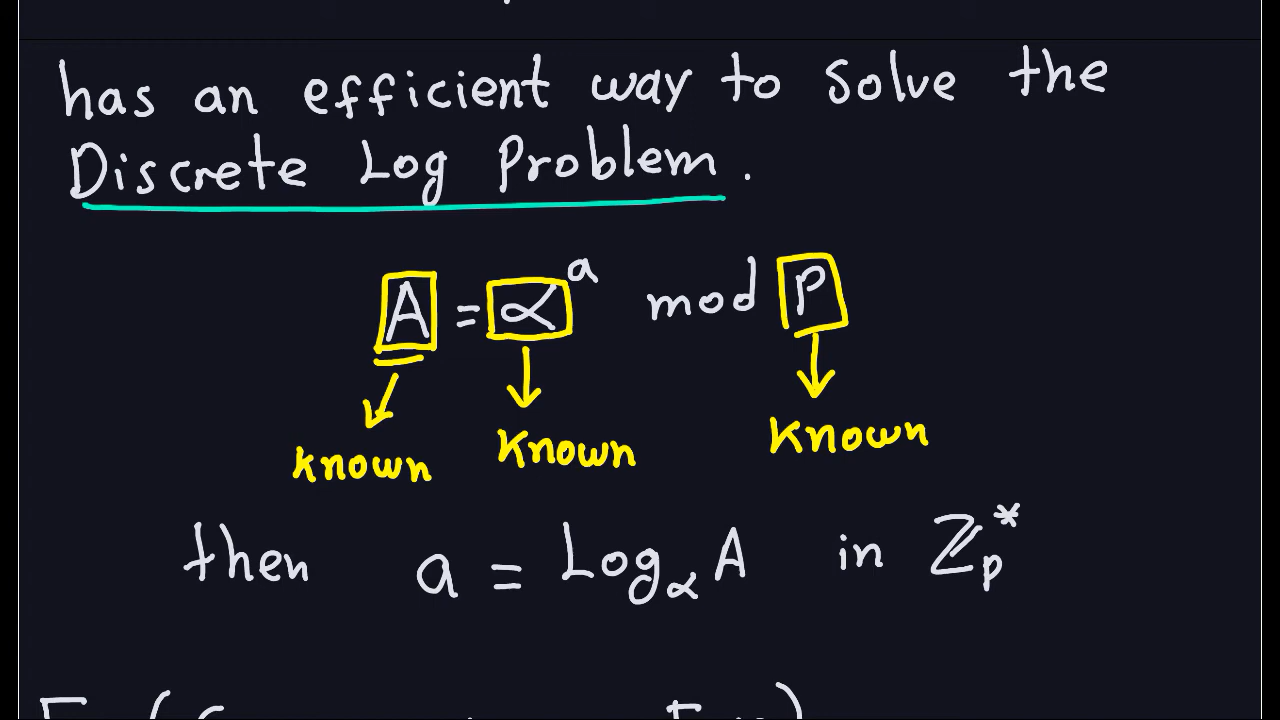 has an efficient way to solve the
Discrete Log Problem.
A = α^a mod P
known Known Known
then a = Log_α A in ℤ_p^*